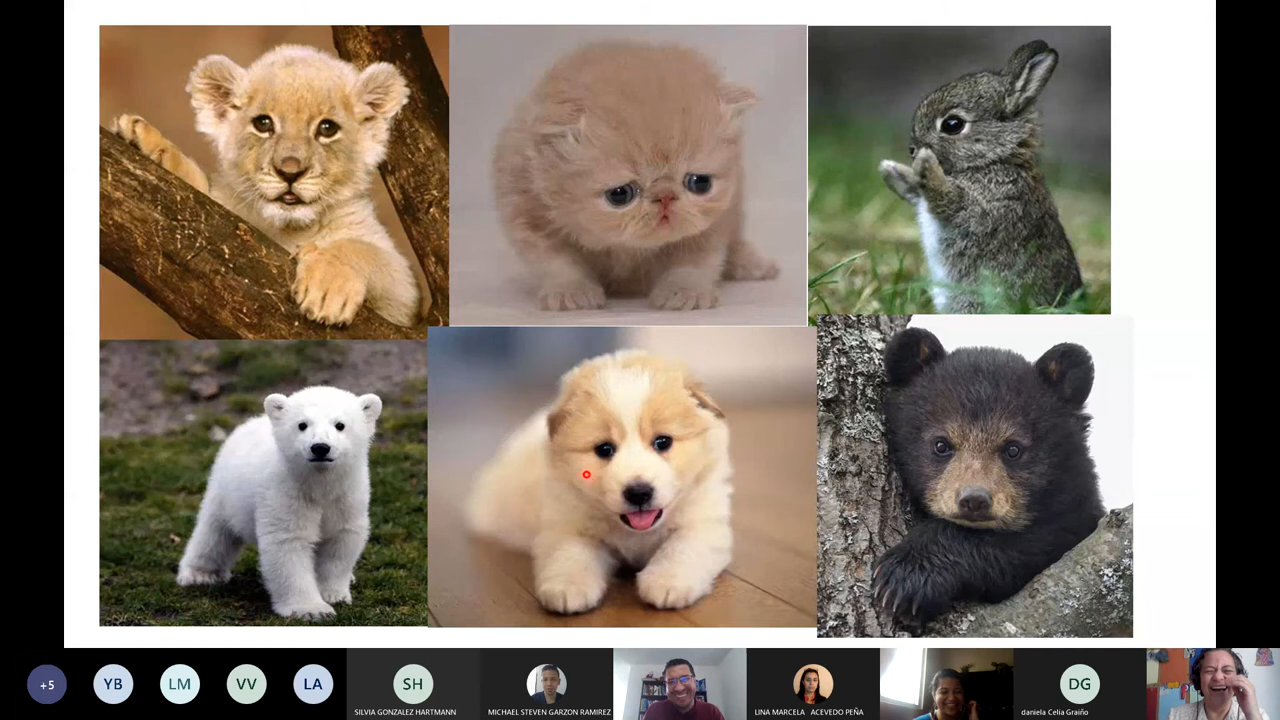 +5
YB
LM
VV
LA
SH
SILVIA GONZALEZ HARTMANN
MICHAEL STEVEN GARZON RAMIREZ
LINA MARCELA ACEVEDO PEÑA
DG
daniela Celia Graiño